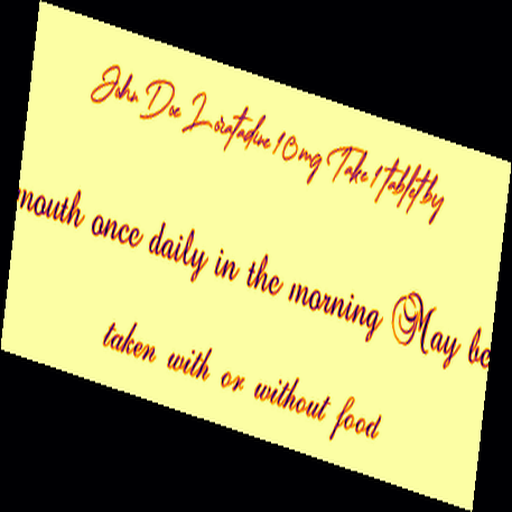 John Doe Loratadine 10mg Take 1 tablet by
mouth once daily in the morning May be
taken with or without food